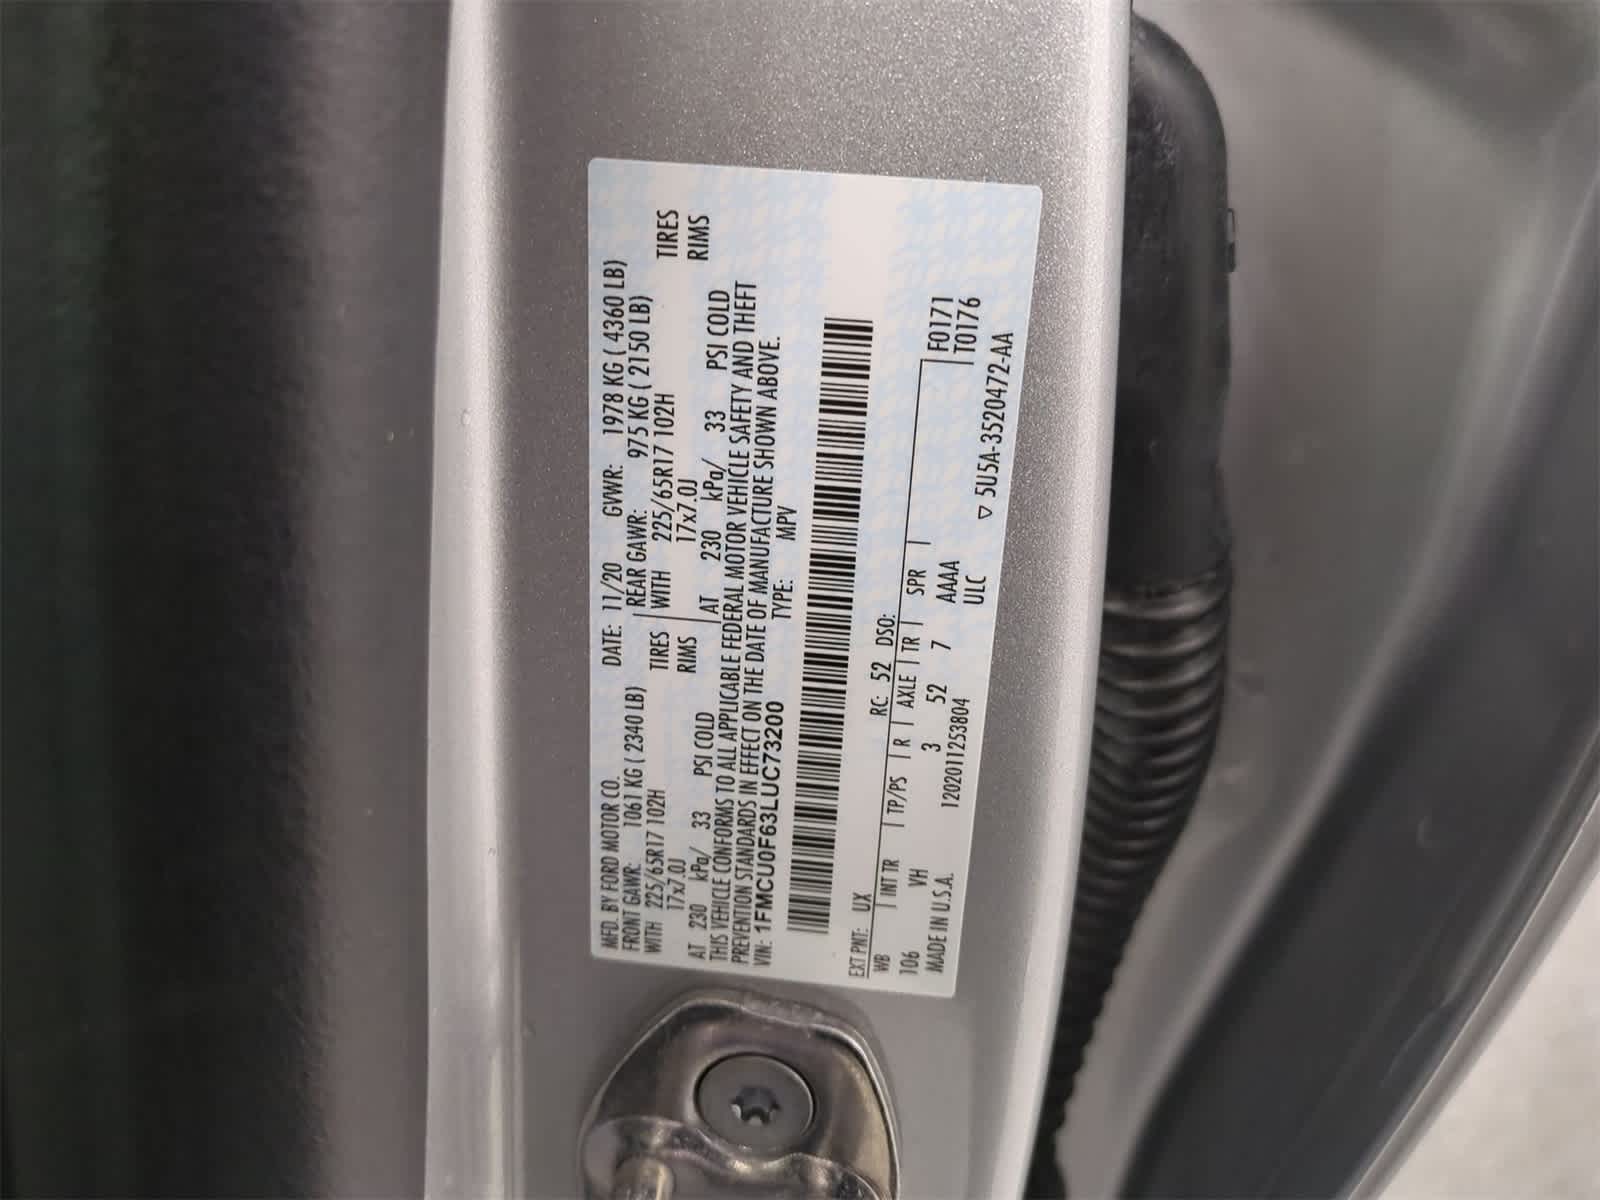 MFD. BY FORD MOTOR CO. DATE: 11/20 GVWR: 1978 KG ( 4360 LB)
FRONT GAWR: 1061 KG ( 2340 LB) REAR GAWR: 975 KG ( 2150 LB)
WITH 225/65R17 102H TIRES WITH 225/65R17 102H TIRES
17x7.0J RIMS 17x7.0J RIMS
AT 230 kPa/ 33 PSI COLD AT 230 kPa/ 33 PSI COLD
THIS VEHICLE CONFORMS TO ALL APPLICABLE FEDERAL MOTOR VEHICLE SAFETY AND THEFT
PREVENTION STANDARDS IN EFFECT ON THE DATE OF MANUFACTURE SHOWN ABOVE.
VIN: 1FMCU0F63LUC73200 TYPE: MPV
EXT PNT: UX RC: 52 DSO:
WB INT TR TP/PS R AXLE TR SPR
106 VH 3 52 7 AAAA F0171
MADE IN U.S.A. 1202011253804 ULC T0176
▽ 5U5A-3520472-AA